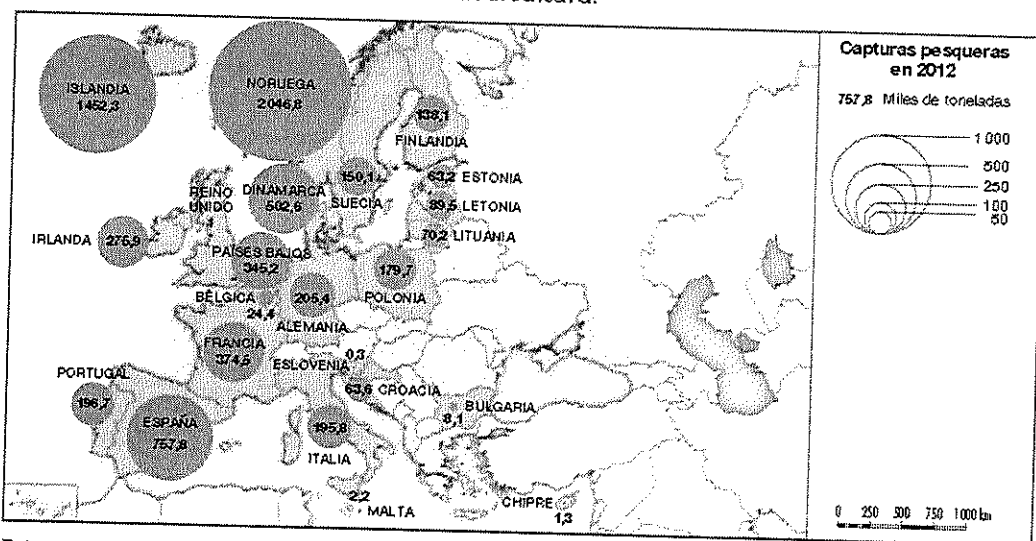 ISLANDIA
1452,3
NORUEGA
2046,8
138,1
FINLANDIA
REINO
UNIDO
DINAMARCA
502,6
150,1
SUECIA
63,2 ESTONIA
LETONIA
70,2 LITUANIA
IRLANDA
275,9
PAÍSES BAJOS
345,2
179,7
POLONIA
BÉLGICA
24,4
205,4
ALEMANIA
FRANCIA
374,5
ESLOVENIA
0,3
PORTUGAL
196,7
63,6 CROACIA
BULGARIA
8,1
ESPAÑA
757,8
195,8
ITALIA
2,2
MALTA
CHIPRE
1,3
Capturas pesqueras
en 2012
757,8 Miles de toneladas
1 000
500
250
100
50
0 250 500 750 1000 km